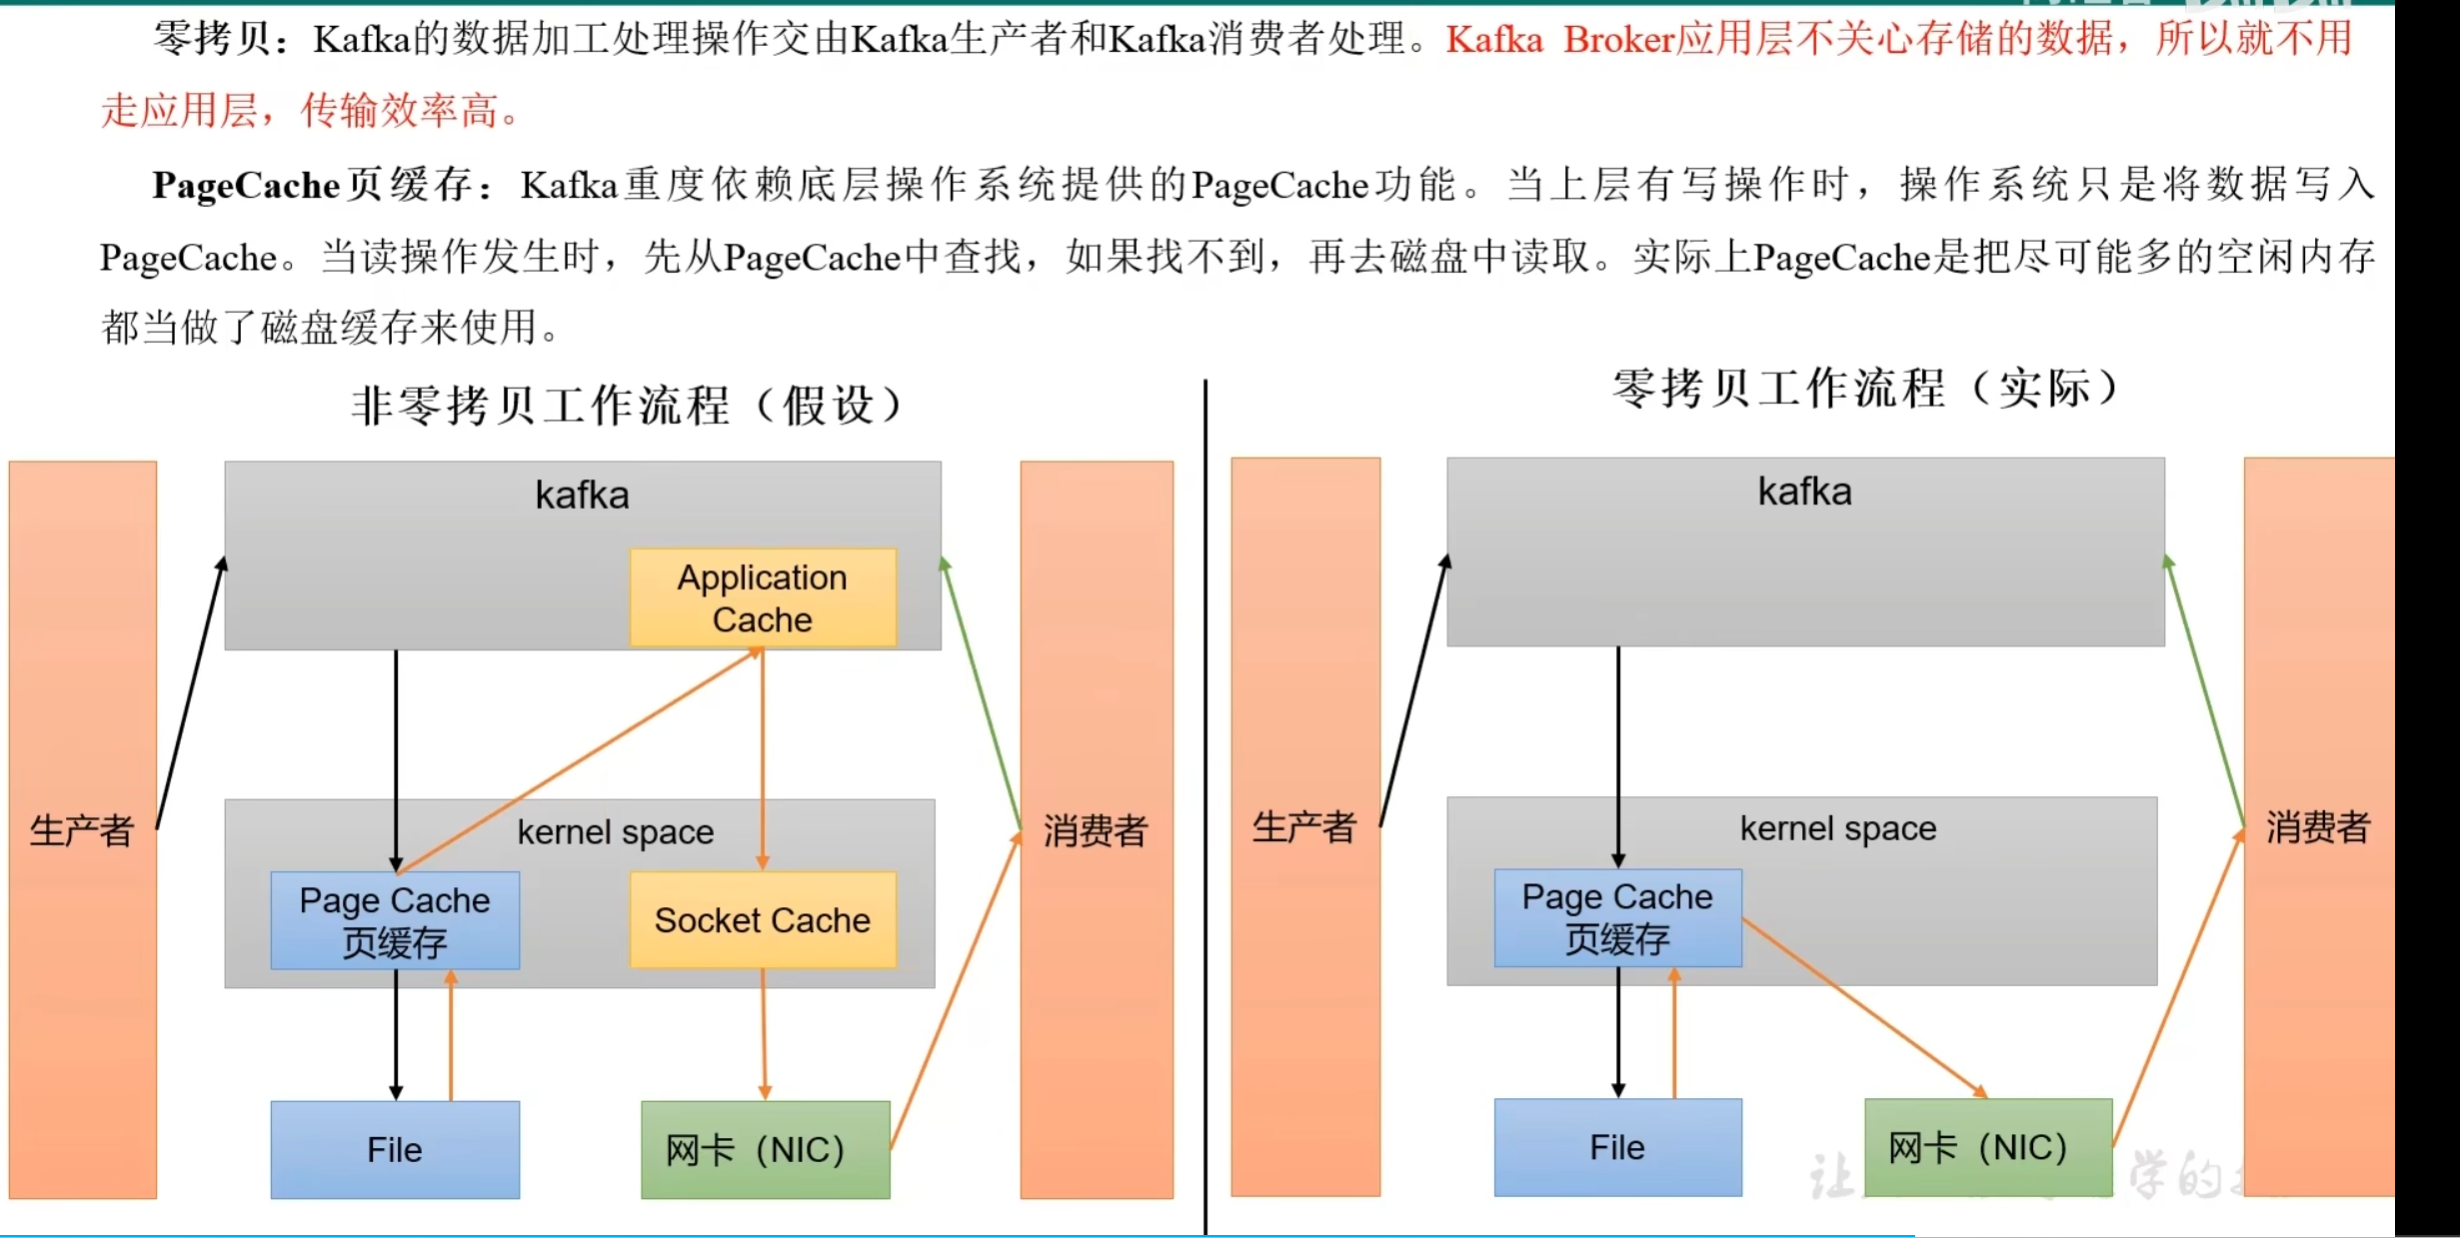 零拷贝：Kafka的数据加工处理操作交由Kafka生产者和Kafka消费者处理。Kafka Broker应用层不关心存储的数据，所以就不用
走应用层，传输效率高。
PageCache页缓存：Kafka重度依赖底层操作系统提供的PageCache功能。当上层有写操作时，操作系统只是将数据写入
PageCache。当读操作发生时，先从PageCache中查找，如果找不到，再去磁盘中读取。实际上PageCache是把尽可能多的空闲内存
都当做了磁盘缓存来使用。
非零拷贝工作流程（假设）
kafka
Application
Cache
生产者
kernel space
消费者
Page Cache
页缓存
Socket Cache
File
网卡（NIC）
零拷贝工作流程（实际）
kafka
生产者
kernel space
消费者
Page Cache
页缓存
File
网卡（NIC）
让
学的